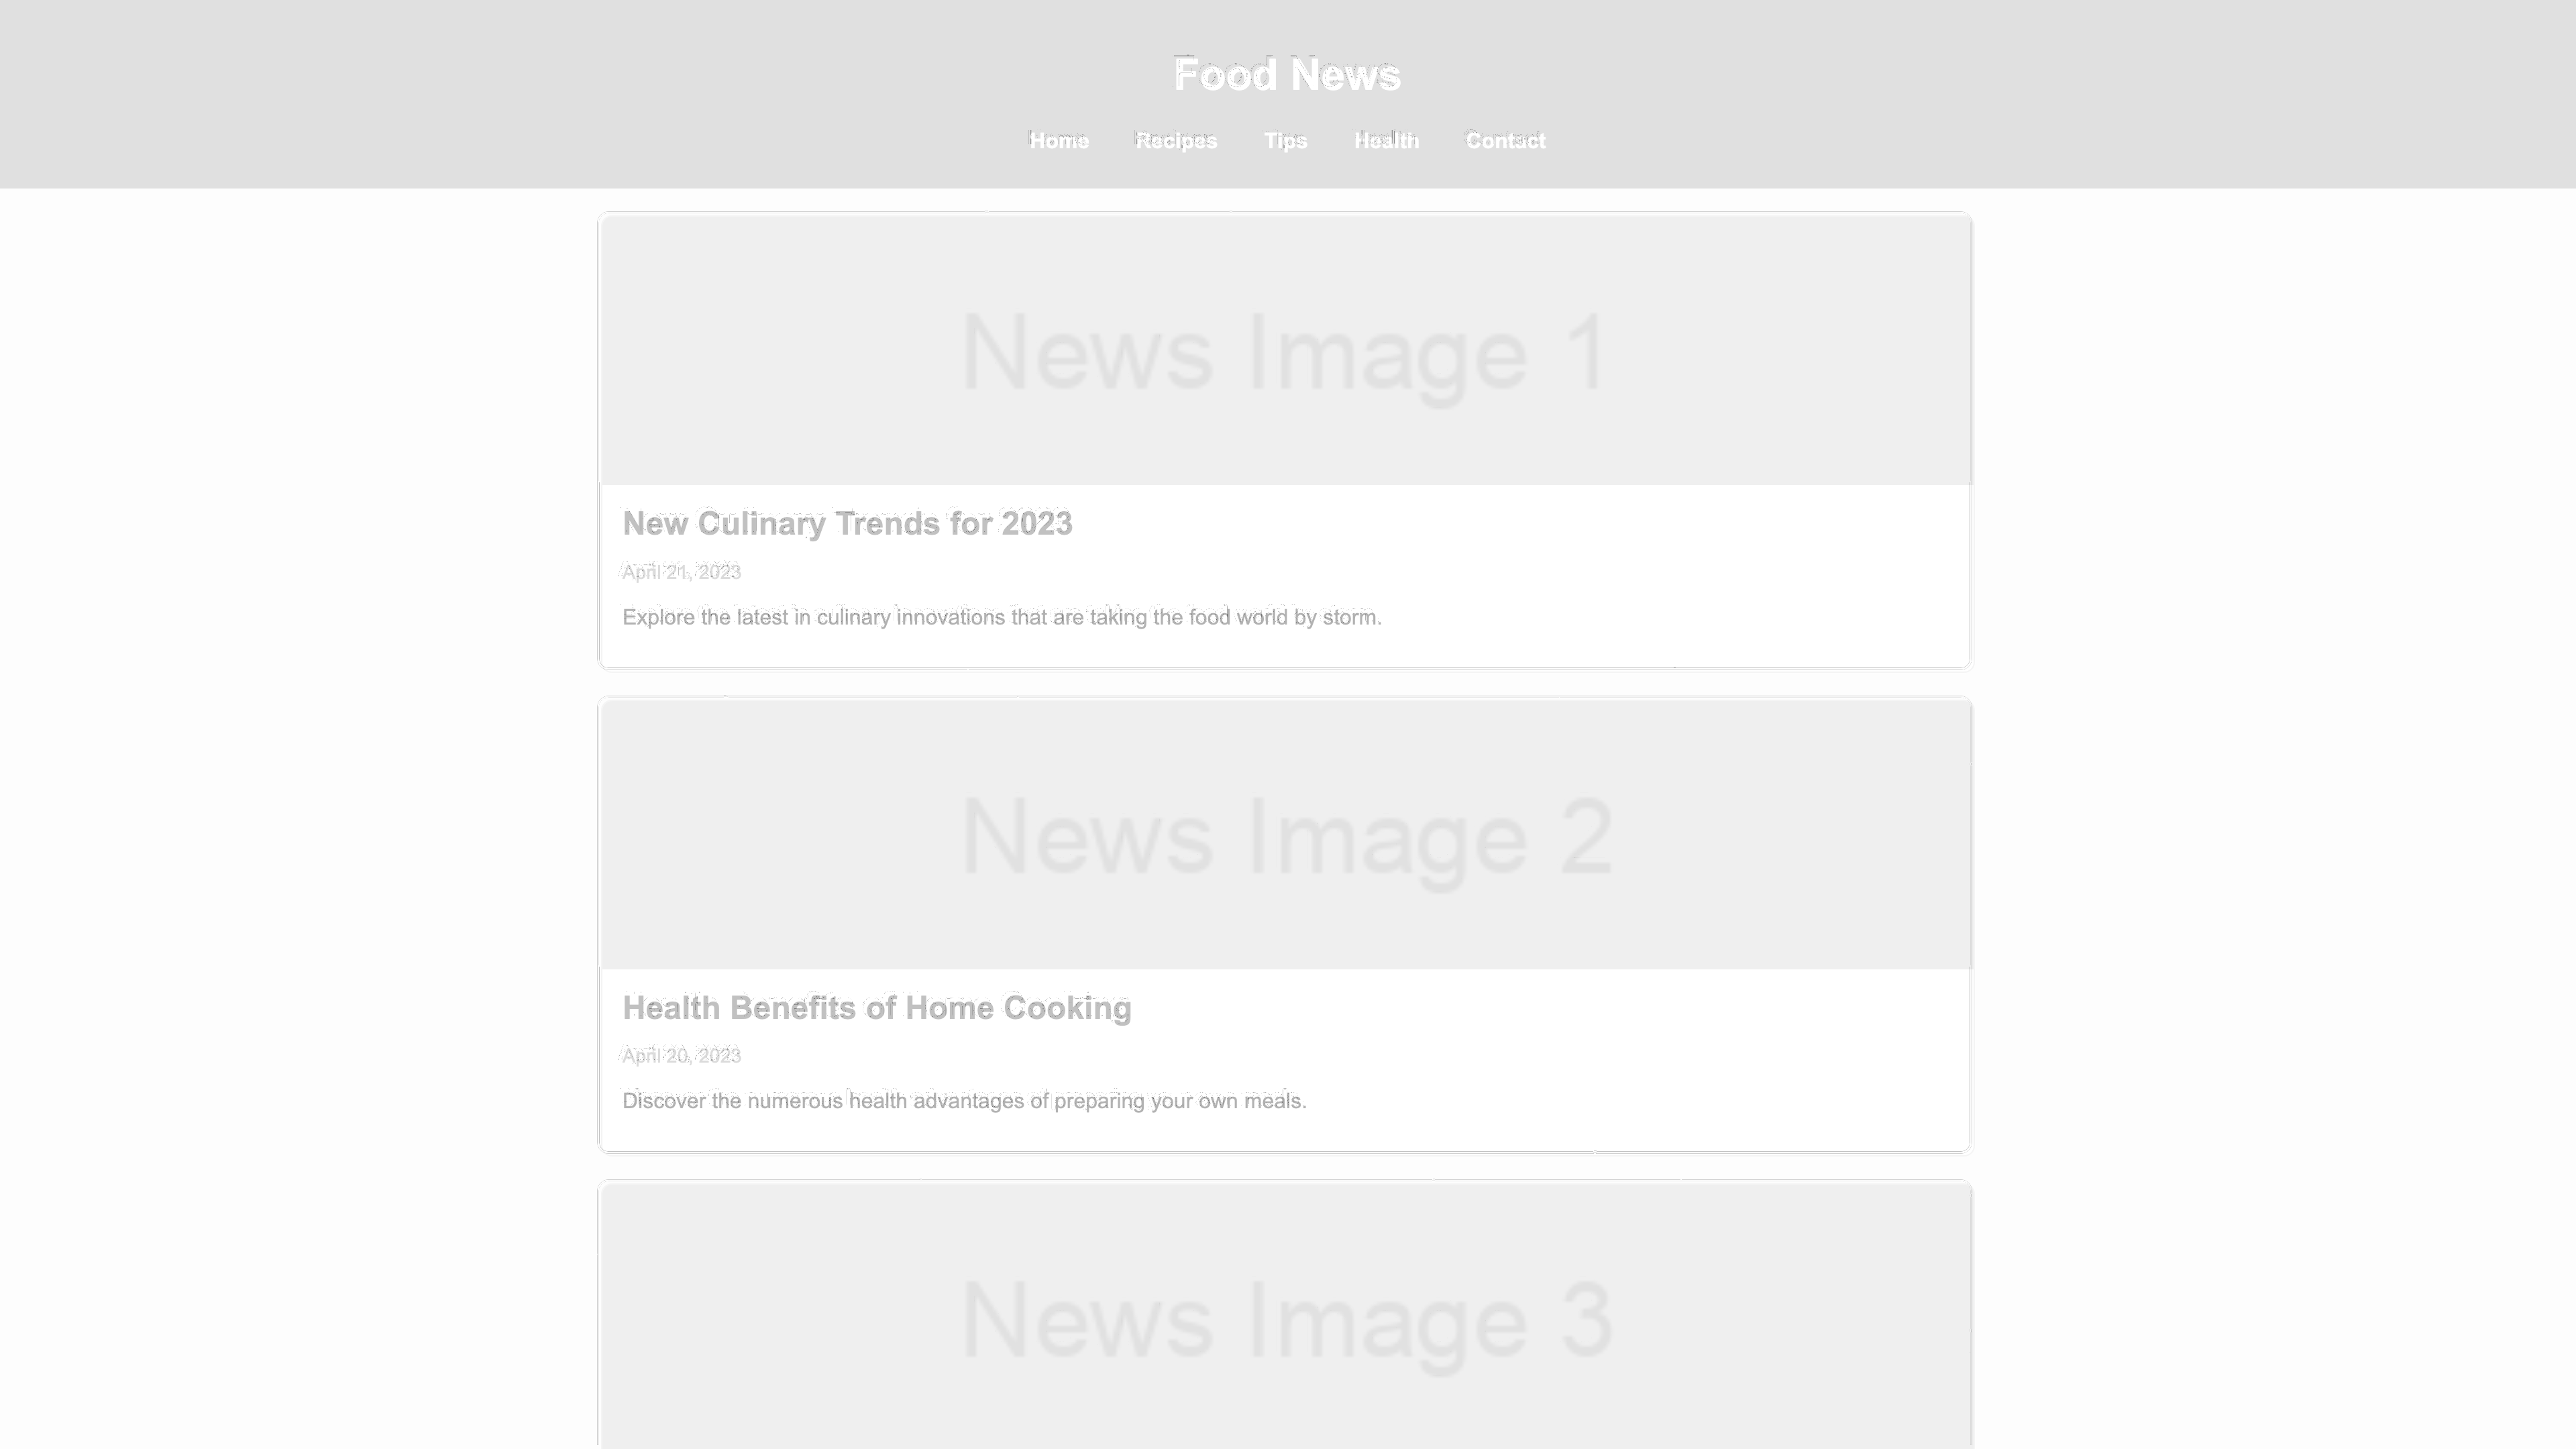 Food News
Home Recipes Tips Health Contact
News Image 1
New Culinary Trends for 2023
April 21, 2023
Explore the latest in culinary innovations that are taking the food world by storm.
News Image 2
Health Benefits of Home Cooking
April 20, 2023
Discover the numerous health advantages of preparing your own meals.
News Image 3